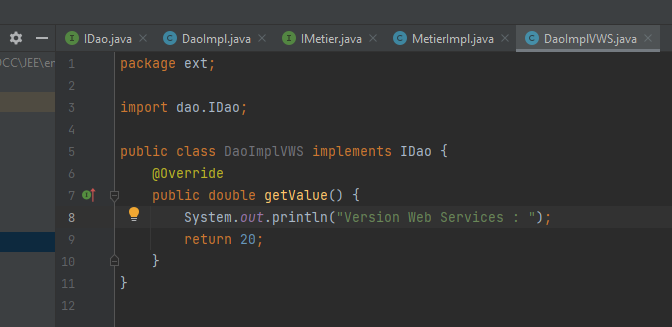 OCC\JEE\er
IDao.java
DaoImpl.java
IMetier.java
MetierImpl.java
DaoImplVWS.java
1 package ext;
2
3 import dao.IDao;
4
5 public class DaoImplVWS implements IDao {
6 @Override
7 public double getValue() {
8 System.out.println("Version Web Services : ");
9 return 20;
10 }
11 }
12